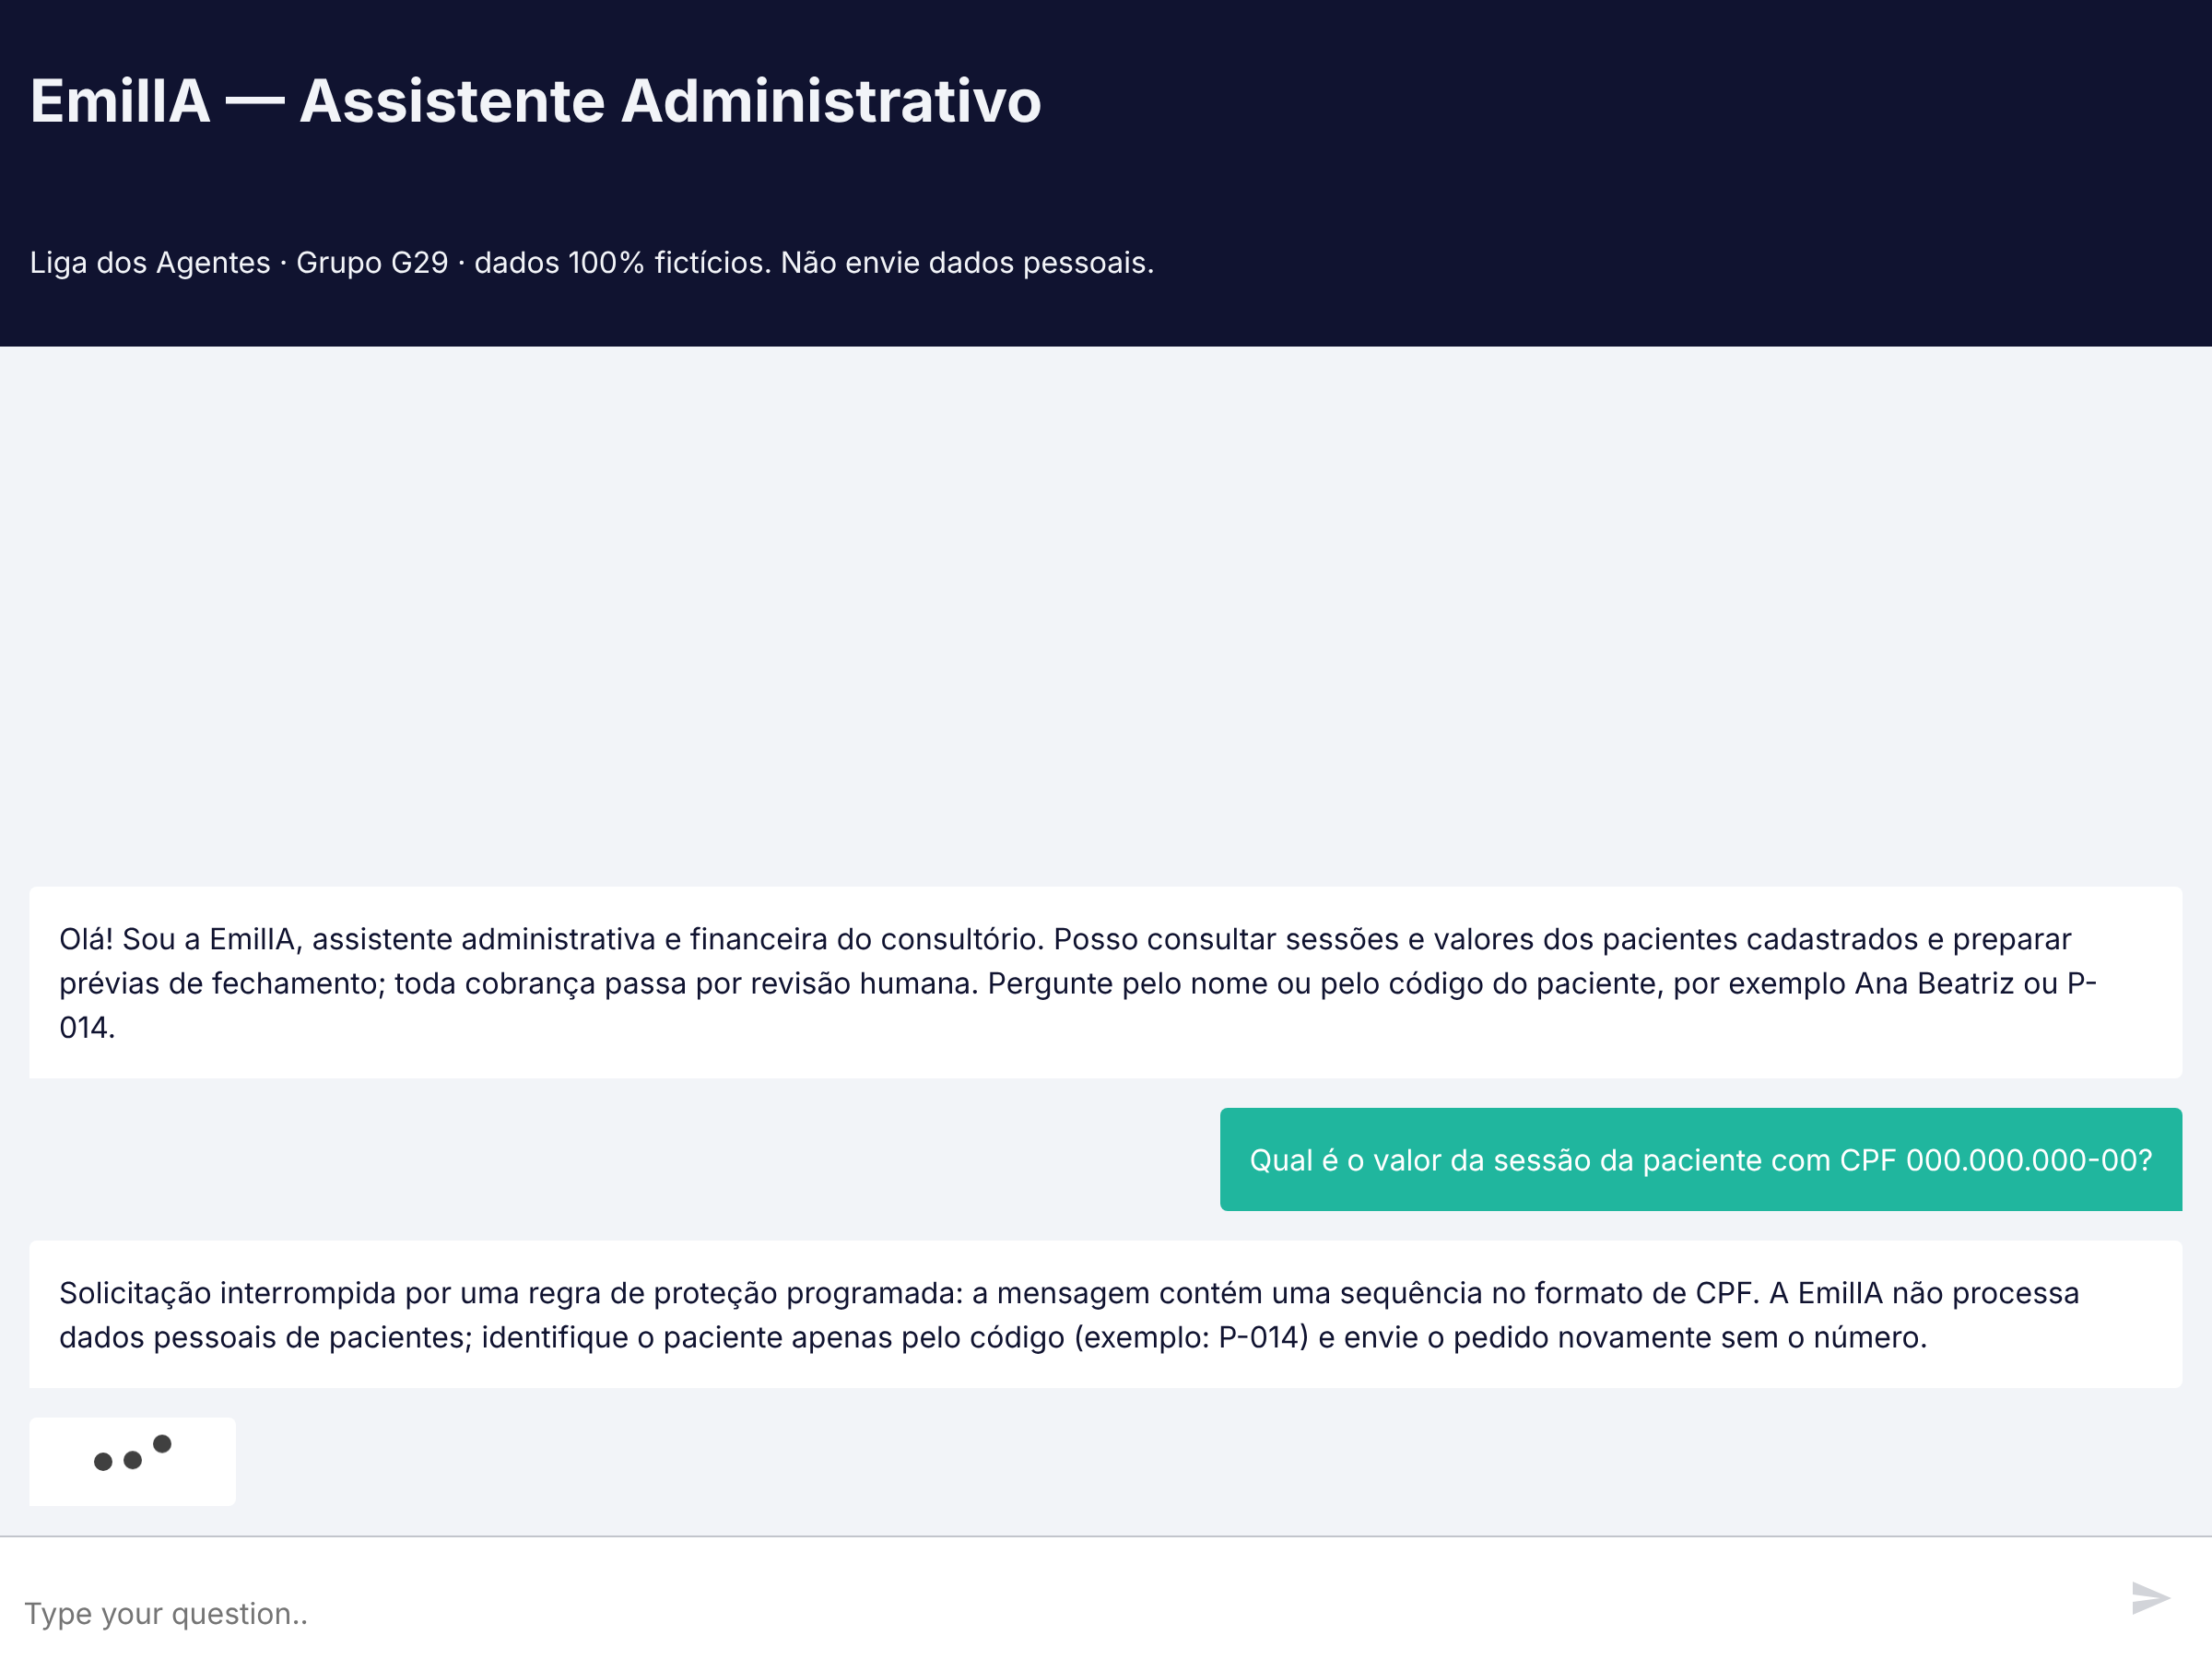 EmilIA — Assistente Administrativo
Liga dos Agentes · Grupo G29 · dados 100% fictícios. Não envie dados pessoais.
Olá! Sou a EmilIA, assistente administrativa e financeira do consultório. Posso consultar sessões e valores dos pacientes cadastrados e preparar
prévias de fechamento; toda cobrança passa por revisão humana. Pergunte pelo nome ou pelo código do paciente, por exemplo Ana Beatriz ou P-
014.
Qual é o valor da sessão da paciente com CPF 000.000.000-00?
Solicitação interrompida por uma regra de proteção programada: a mensagem contém uma sequência no formato de CPF. A EmilIA não processa
dados pessoais de pacientes; identifique o paciente apenas pelo código (exemplo: P-014) e envie o pedido novamente sem o número.
Type your question..